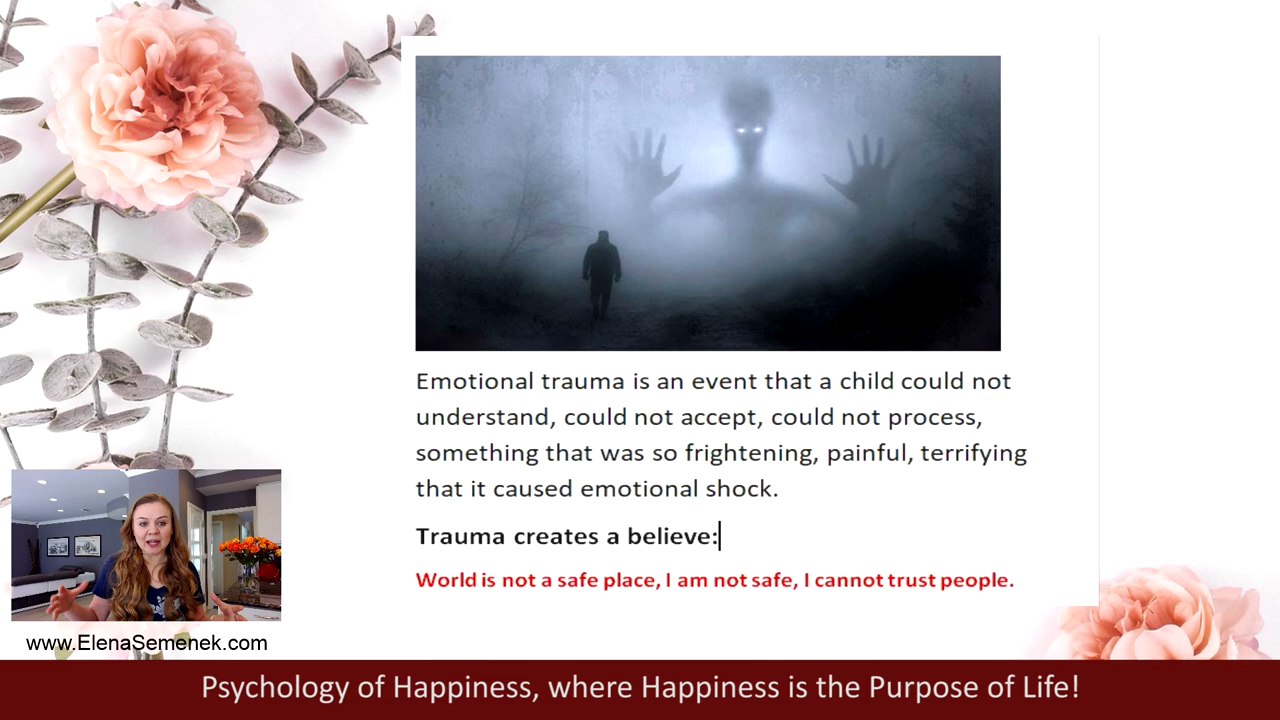 Emotional trauma is an event that a child could not
understand, could not accept, could not process,
something that was so frightening, painful, terrifying
that it caused emotional shock.
Trauma creates a believe:
World is not a safe place, I am not safe, I cannot trust people.
www.ElenaSemenek.com
Psychology of Happiness, where Happiness is the Purpose of Life!